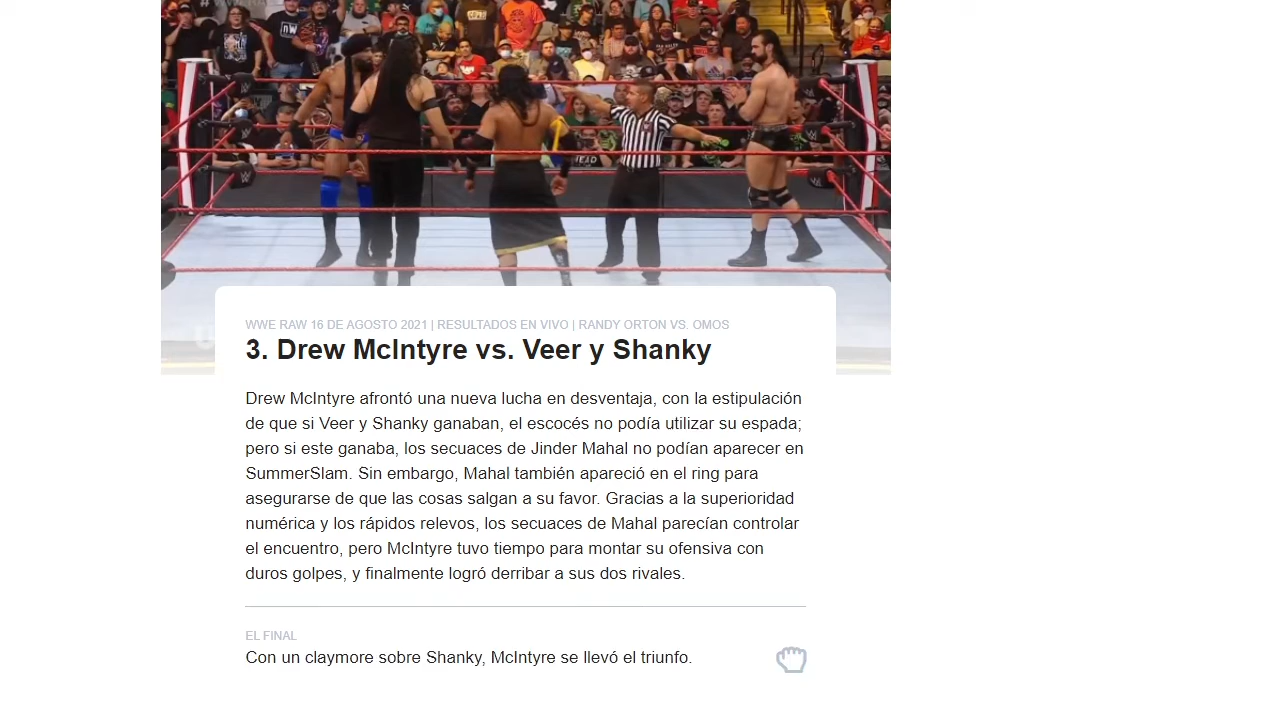 WWE RAW 16 DE AGOSTO 2021 | RESULTADOS EN VIVO | RANDY ORTON VS. OMOS
3. Drew McIntyre vs. Veer y Shanky
Drew McIntyre afrontó una nueva lucha en desventaja, con la estipulación
de que si Veer y Shanky ganaban, el escocés no podía utilizar su espada;
pero si este ganaba, los secuaces de Jinder Mahal no podían aparecer en
SummerSlam. Sin embargo, Mahal también apareció en el ring para
asegurarse de que las cosas salgan a su favor. Gracias a la superioridad
numérica y los rápidos relevos, los secuaces de Mahal parecían controlar
el encuentro, pero McIntyre tuvo tiempo para montar su ofensiva con
duros golpes, y finalmente logró derribar a sus dos rivales.
EL FINAL
Con un claymore sobre Shanky, McIntyre se llevó el triunfo.